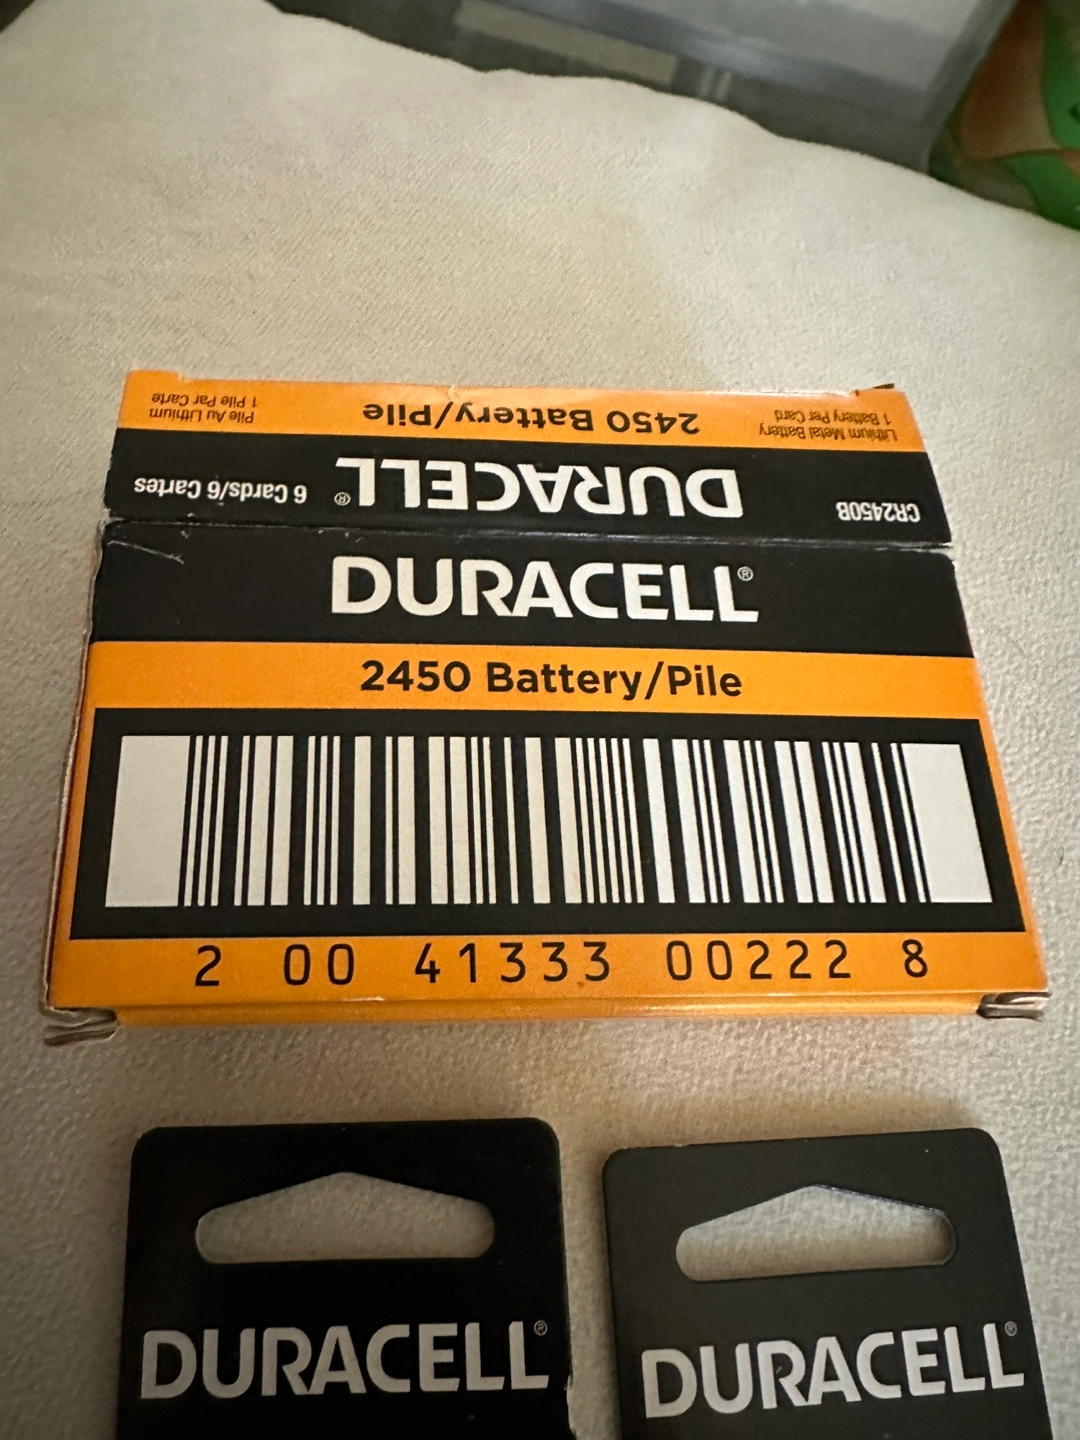 Lithium Metal Battery
1 Battery Per Card
2450 Battery/Pile
Pile Au Lithium
1 Pile Par Carte
CR2450B
DURACELL®
6 Cards/6 Cartes
DURACELL®
2450 Battery/Pile
2 00 41333 00222 8
DURACELL®
DURACELL®